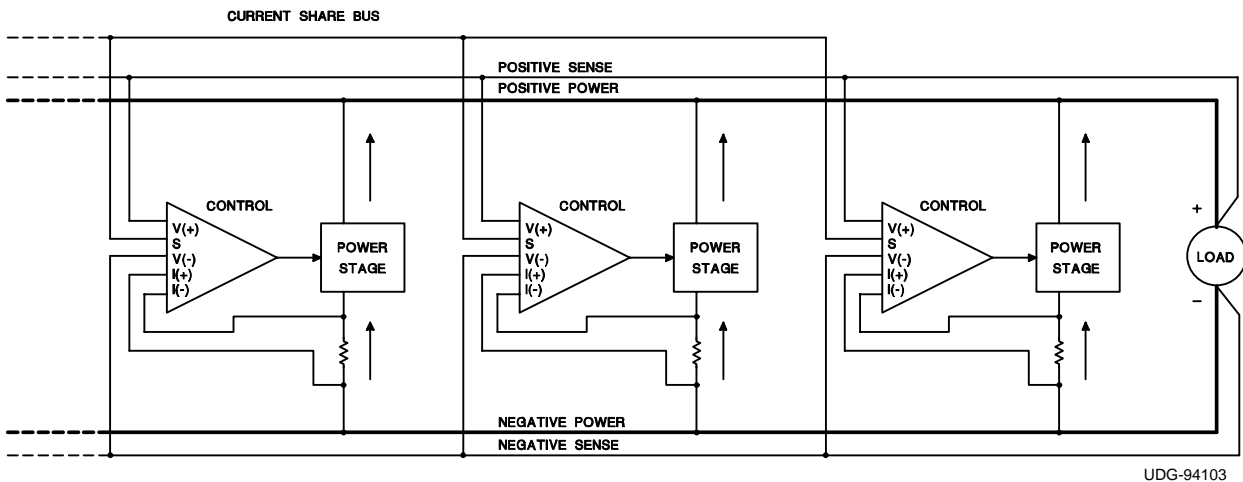 CURRENT SHARE BUS
POSITIVE SENSE
POSITIVE POWER
CONTROL
V(+)
S
V(-)
I(+)
I(-)
POWER
STAGE
CONTROL
V(+)
S
V(-)
I(+)
I(-)
POWER
STAGE
CONTROL
V(+)
S
V(-)
I(+)
I(-)
POWER
STAGE
+
LOAD
−
NEGATIVE POWER
NEGATIVE SENSE
UDG-94103